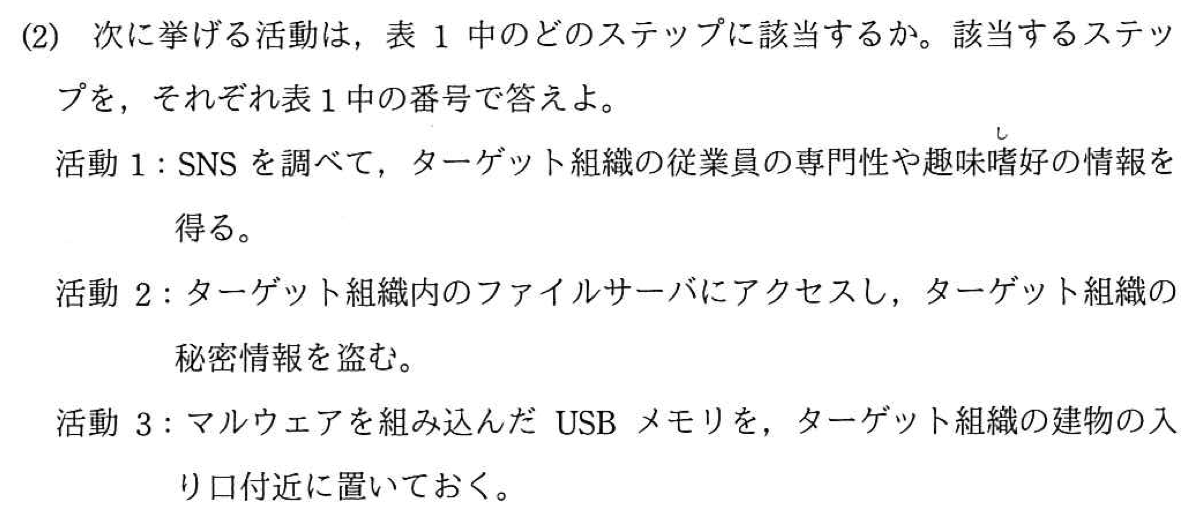 (2) 次に挙げる活動は，表 1 中のどのステップに該当するか。該当するステッ
プを，それぞれ表 1 中の番号で答えよ。
し
活動 1：SNS を調べて，ターゲット組織の従業員の専門性や趣味嗜好の情報を
得る。
活動 2：ターゲット組織内のファイルサーバにアクセスし，ターゲット組織の
秘密情報を盗む。
活動 3：マルウェアを組み込んだ USB メモリを，ターゲット組織の建物の入
り口付近に置いておく。